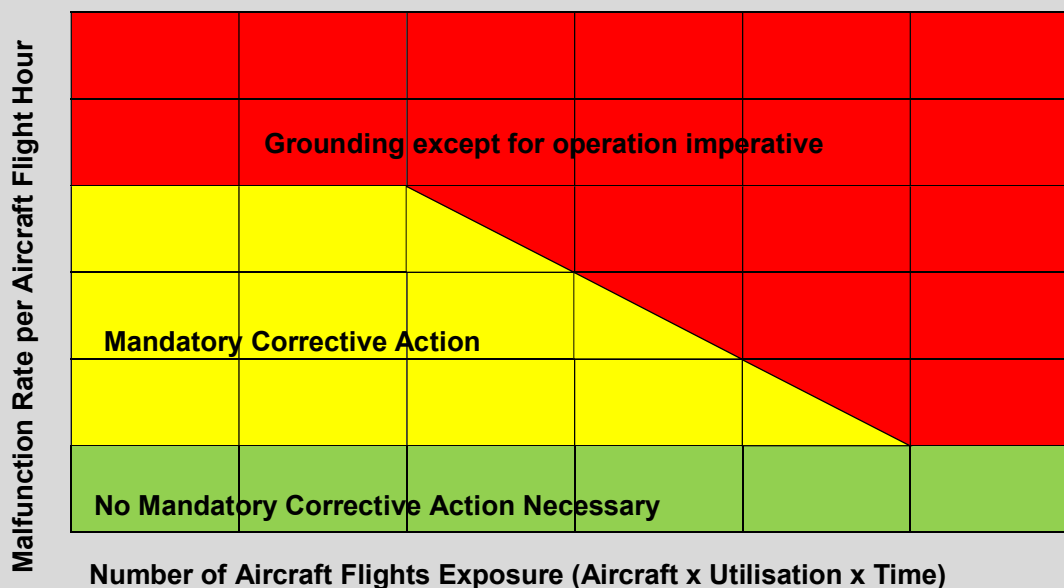 Malfunction Rate per Aircraft Flight Hour
Grounding except for operation imperative
Mandatory Corrective Action
No Mandatory Corrective Action Necessary
Number of Aircraft Flights Exposure (Aircraft x Utilisation x Time)